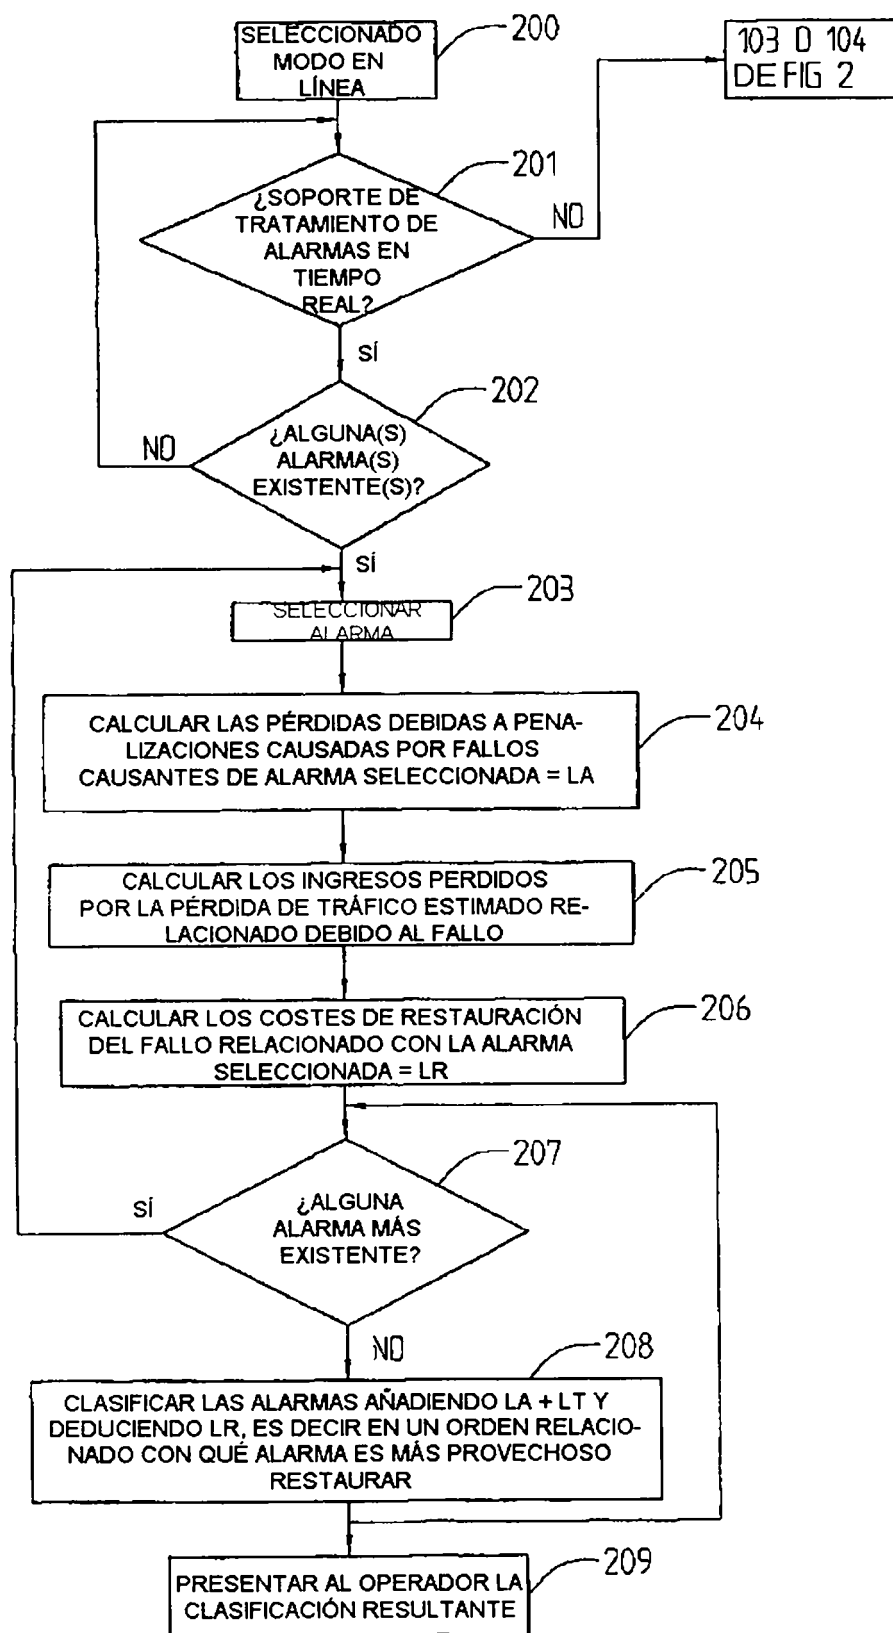 SELECCIONADO
MODO EN
LÍNEA
200
103 O 104
DE FIG 2
201
¿SOPORTE DE
TRATAMIENTO DE
ALARMAS EN
TIEMPO
REAL?
NO
SÍ
202
¿ALGUNA(S)
ALARMA(S)
EXISTENTE(S)?
NO
SÍ
203
SELECCIONAR
ALARMA
204
CALCULAR LAS PÉRDIDAS DEBIDAS A PENA-
LIZACIONES CAUSADAS POR FALLOS
CAUSANTES DE ALARMA SELECCIONADA = LA
205
CALCULAR LOS INGRESOS PERDIDOS
POR LA PÉRDIDA DE TRÁFICO ESTIMADO RE-
LACIONADO DEBIDO AL FALLO
206
CALCULAR LOS COSTES DE RESTAURACIÓN
DEL FALLO RELACIONADO CON LA ALARMA
SELECCIONADA = LR
207
SÍ
¿ALGUNA
ALARMA MÁS
EXISTENTE?
NO
208
CLASIFICAR LAS ALARMAS AÑADIENDO LA + LT Y
DEDUCIENDO LR, ES DECIR EN UN ORDEN RELACIO-
NADO CON QUÉ ALARMA ES MÁS PROVECHOSO
RESTAURAR
209
PRESENTAR AL OPERADOR LA
CLASIFICACIÓN RESULTANTE